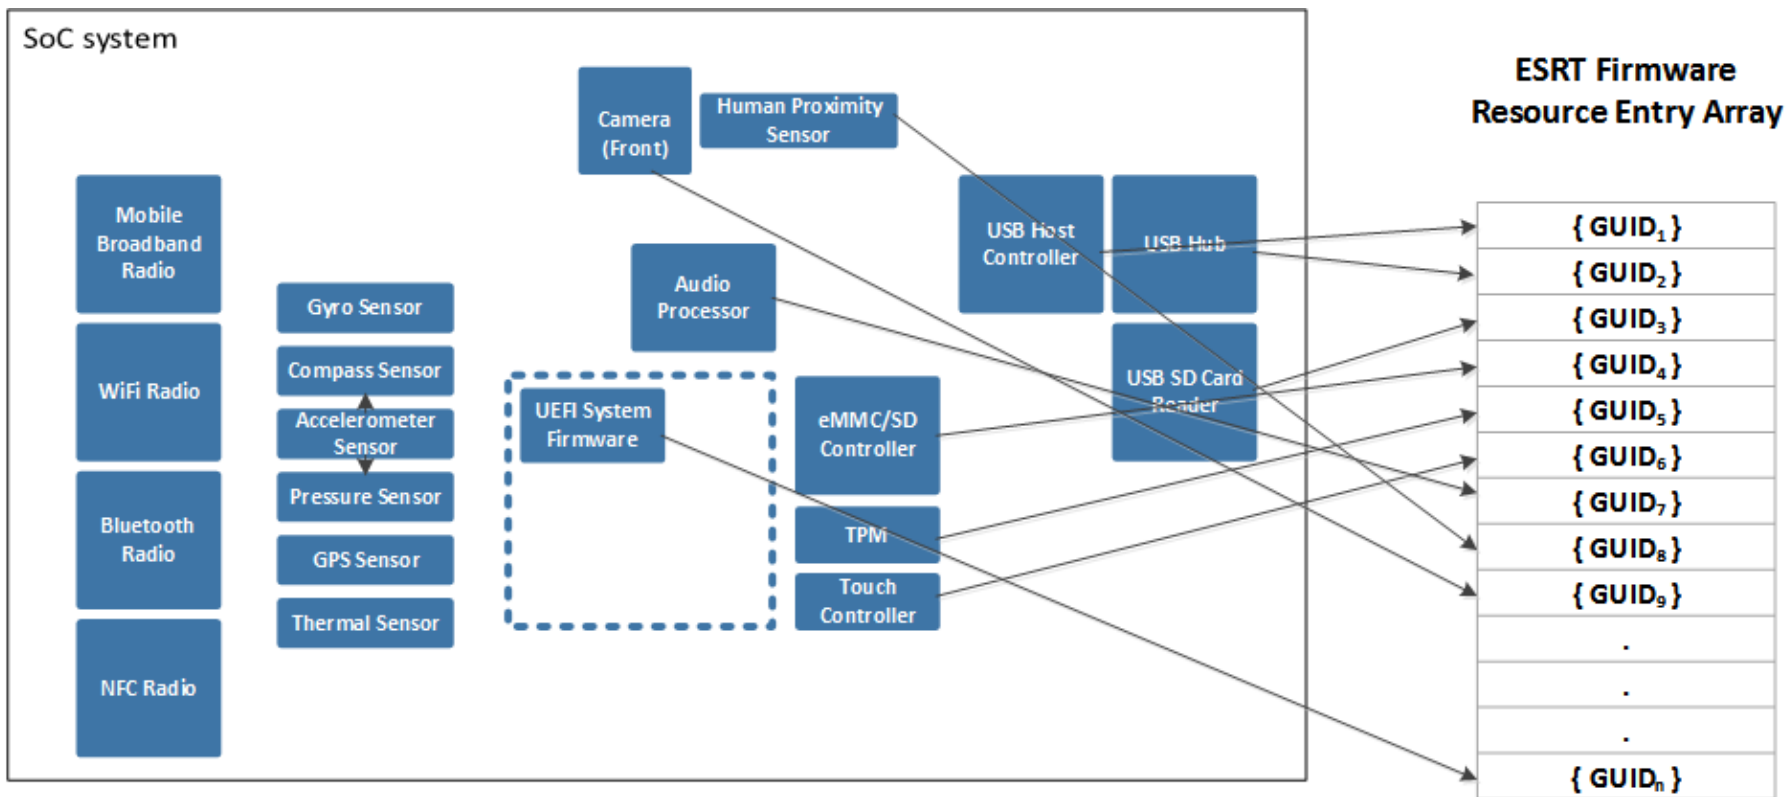 SoC system
ESRT Firmware
Resource Entry Array
Camera
(Front)
Human Proximity
Sensor
Mobile
Broadband
Radio
WiFi Radio
Bluetooth
Radio
NFC Radio
Gyro Sensor
Compass Sensor
Accelerometer
Sensor
Pressure Sensor
GPS Sensor
Thermal Sensor
Audio
Processor
UEFI System
Firmware
eMMC/SD
Controller
TPM
Touch
Controller
USB Host
Controller
USB Hub
USB SD Card
Reader
{ GUID₁ }
{ GUID₂ }
{ GUID₃ }
{ GUID₄ }
{ GUID₅ }
{ GUID₆ }
{ GUID₇ }
{ GUID₈ }
{ GUID₉ }
.
.
.
{ GUIDₙ }